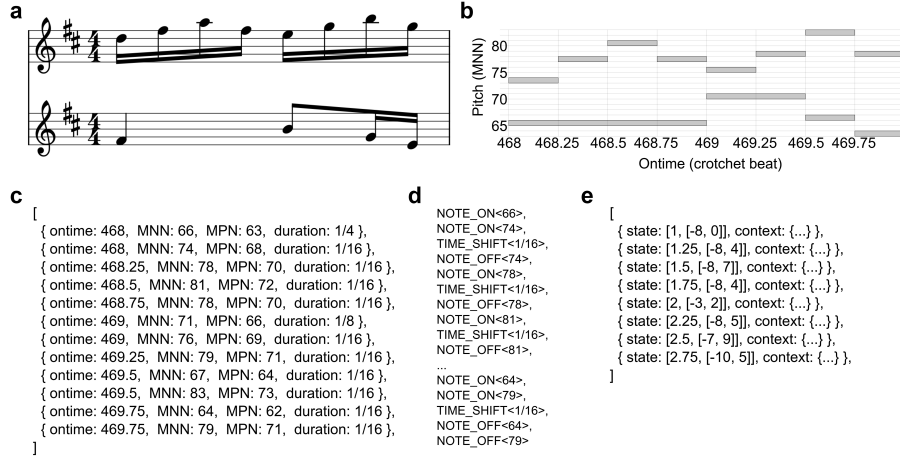 a
4
4
4
4
b
80
75
70
65
Pitch (MNN)
468 468.25 468.5 468.75 469 469.25 469.5 469.75
Ontime (crotchet beat)
c
[
{ ontime: 468, MNN: 66, MPN: 63, duration: 1/4 },
{ ontime: 468, MNN: 74, MPN: 68, duration: 1/16 },
{ ontime: 468.25, MNN: 78, MPN: 70, duration: 1/16 },
{ ontime: 468.5, MNN: 81, MPN: 72, duration: 1/16 },
{ ontime: 468.75, MNN: 78, MPN: 70, duration: 1/16 },
{ ontime: 469, MNN: 71, MPN: 66, duration: 1/8 },
{ ontime: 469, MNN: 76, MPN: 69, duration: 1/16 },
{ ontime: 469.25, MNN: 79, MPN: 71, duration: 1/16 },
{ ontime: 469.5, MNN: 67, MPN: 64, duration: 1/16 },
{ ontime: 469.5, MNN: 83, MPN: 73, duration: 1/16 },
{ ontime: 469.75, MNN: 64, MPN: 62, duration: 1/16 },
{ ontime: 469.75, MNN: 79, MPN: 71, duration: 1/16 },
]
d
NOTE_ON<66>,
NOTE_ON<74>,
TIME_SHIFT<1/16>,
NOTE_OFF<74>,
NOTE_ON<78>,
TIME_SHIFT<1/16>,
NOTE_OFF<78>,
NOTE_ON<81>,
TIME_SHIFT<1/16>,
NOTE_OFF<81>,
...
NOTE_ON<64>,
NOTE_ON<79>,
TIME_SHIFT<1/16>,
NOTE_OFF<64>,
NOTE_OFF<79>
e
[
{ state: [1, [-8, 0]], context: {...} },
{ state: [1.25, [-8, 4]], context: {...} },
{ state: [1.5, [-8, 7]], context: {...} },
{ state: [1.75, [-8, 4]], context: {...} },
{ state: [2, [-3, 2]], context: {...} },
{ state: [2.25, [-8, 5]], context: {...} },
{ state: [2.5, [-7, 9]], context: {...} },
{ state: [2.75, [-10, 5]], context: {...} },
]